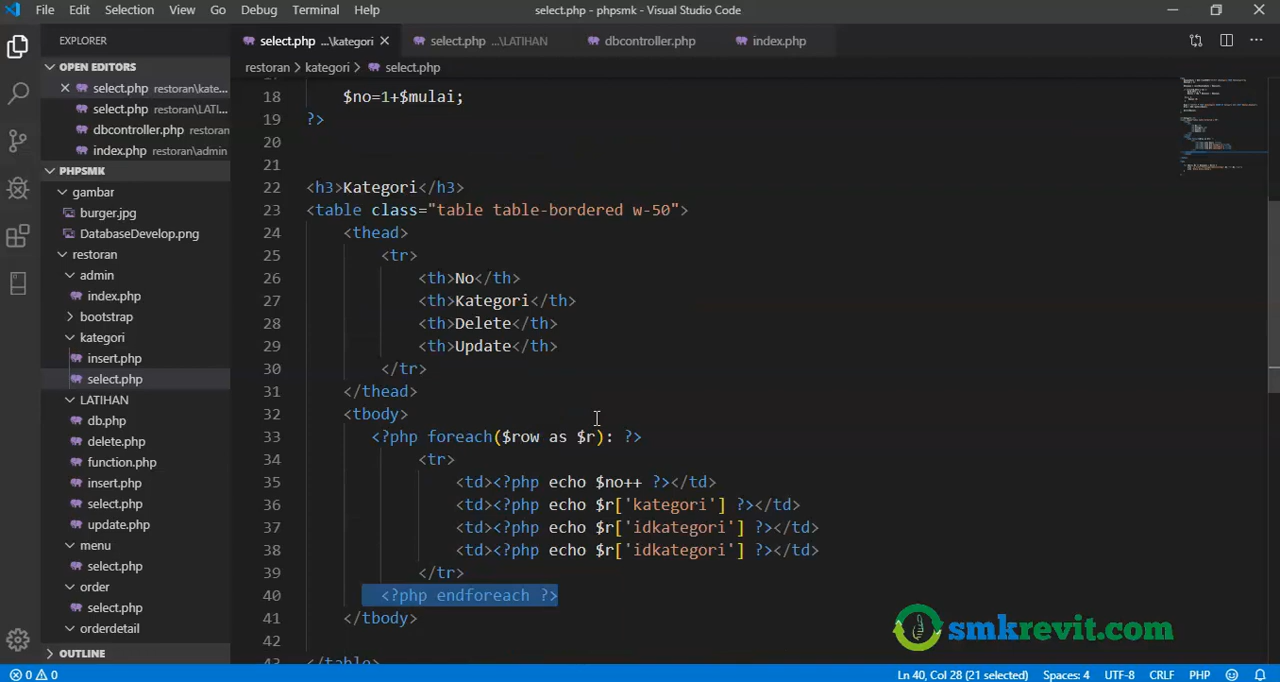 File Edit Selection View Go Debug Terminal Help
select.php - phpsmk - Visual Studio Code
EXPLORER
select.php ...\kategori
select.php ...\LATIHAN
dbcontroller.php
index.php
restoran > kategori > select.php
OPEN EDITORS
select.php restoran\kate...
select.php restoran\LATI...
dbcontroller.php restoran
index.php restoran\admin
PHPSMK
gambar
burger.jpg
DatabaseDevelop.png
restoran
admin
index.php
bootstrap
kategori
insert.php
select.php
LATIHAN
db.php
delete.php
function.php
insert.php
select.php
update.php
menu
select.php
order
select.php
orderdetail
OUTLINE
18 $no=1+$mulai;
19 ?>
20
21
22 <h3>Kategori</h3>
23 <table class="table table-bordered w-50">
24 <thead>
25 <tr>
26 <th>No</th>
27 <th>Kategori</th>
28 <th>Delete</th>
29 <th>Update</th>
30 </tr>
31 </thead>
32 <tbody>
33 <?php foreach($row as $r): ?>
34 <tr>
35 <td><?php echo $no++ ?></td>
36 <td><?php echo $r['kategori'] ?></td>
37 <td><?php echo $r['idkategori'] ?></td>
38 <td><?php echo $r['idkategori'] ?></td>
39 </tr>
40 <?php endforeach ?>
41 </tbody>
42
43 </table>
smkrevit.com
0 0
Ln 40, Col 28 (21 selected) Spaces: 4 UTF-8 CRLF PHP